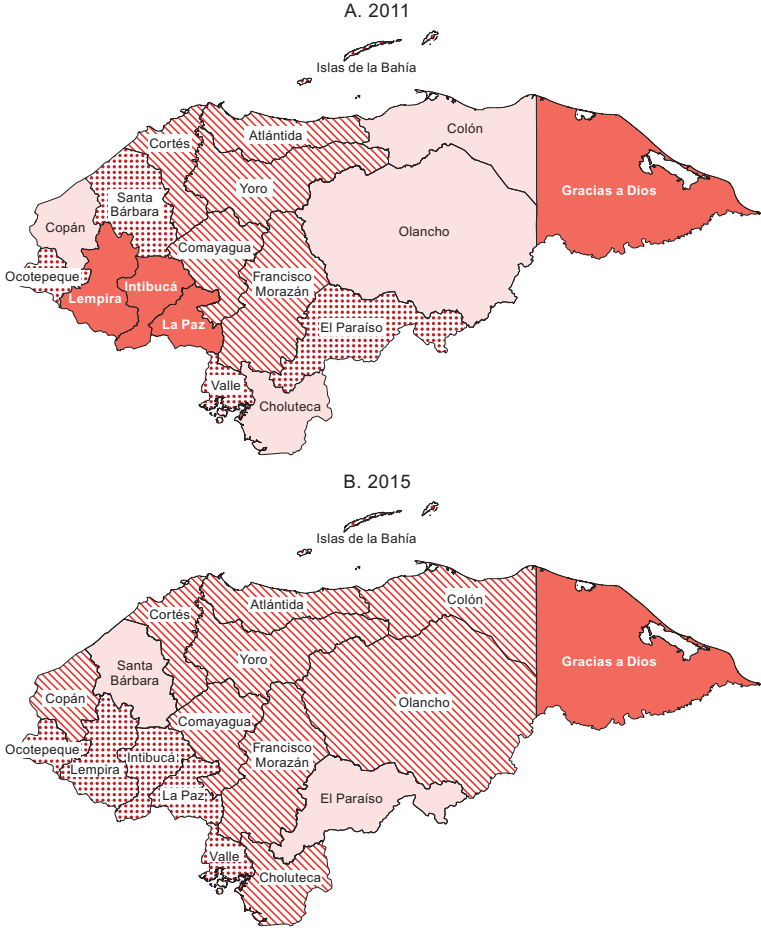 A. 2011
Islas de la Bahía
Colón
Atlántida
Cortés
Gracias a Dios
Yoro
Santa
Bárbara
Copán
Olancho
Comayagua
Ocotepeque
Francisco
Morazán
Intibucá
Lempira
La Paz
El Paraíso
Valle
Choluteca
B. 2015
Islas de la Bahía
Colón
Atlántida
Cortés
Gracias a Dios
Yoro
Santa
Bárbara
Copán
Olancho
Comayagua
Ocotepeque
Francisco
Morazán
Intibucá
Lempira
La Paz
El Paraíso
Valle
Choluteca